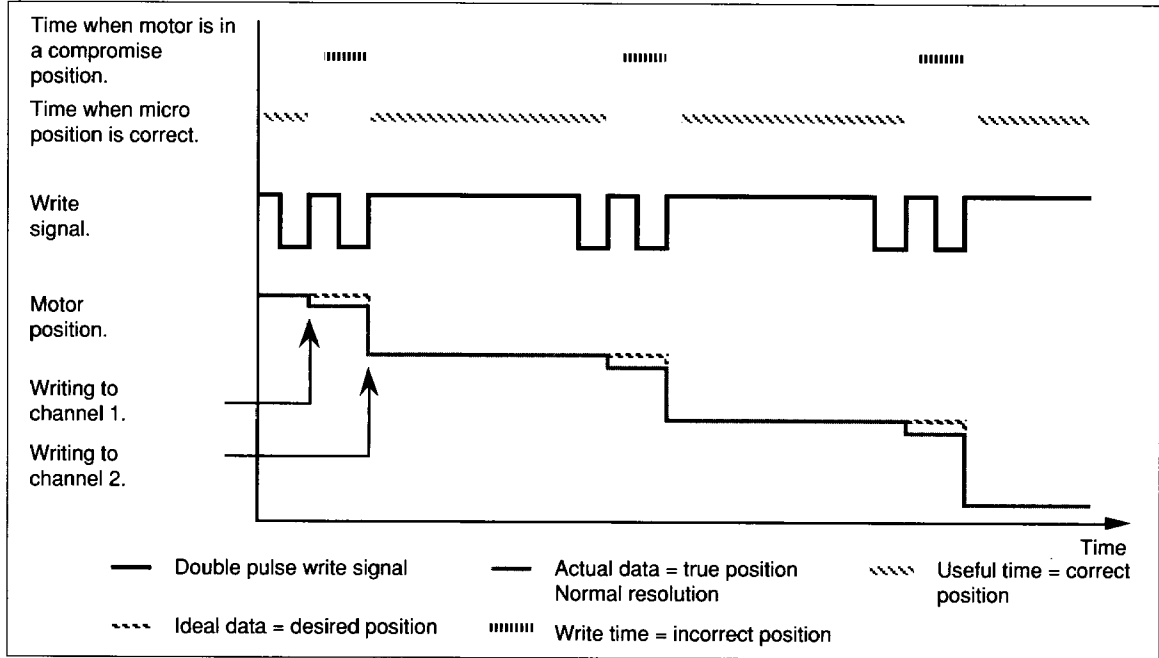 Time when motor is in
a compromise
position.
Time when micro
position is correct.
Write
signal.
Motor
position.
Writing to
channel 1.
Writing to
channel 2.
Time
Double pulse write signal
Actual data = true position
Normal resolution
Useful time = correct
position
Ideal data = desired position
Write time = incorrect position